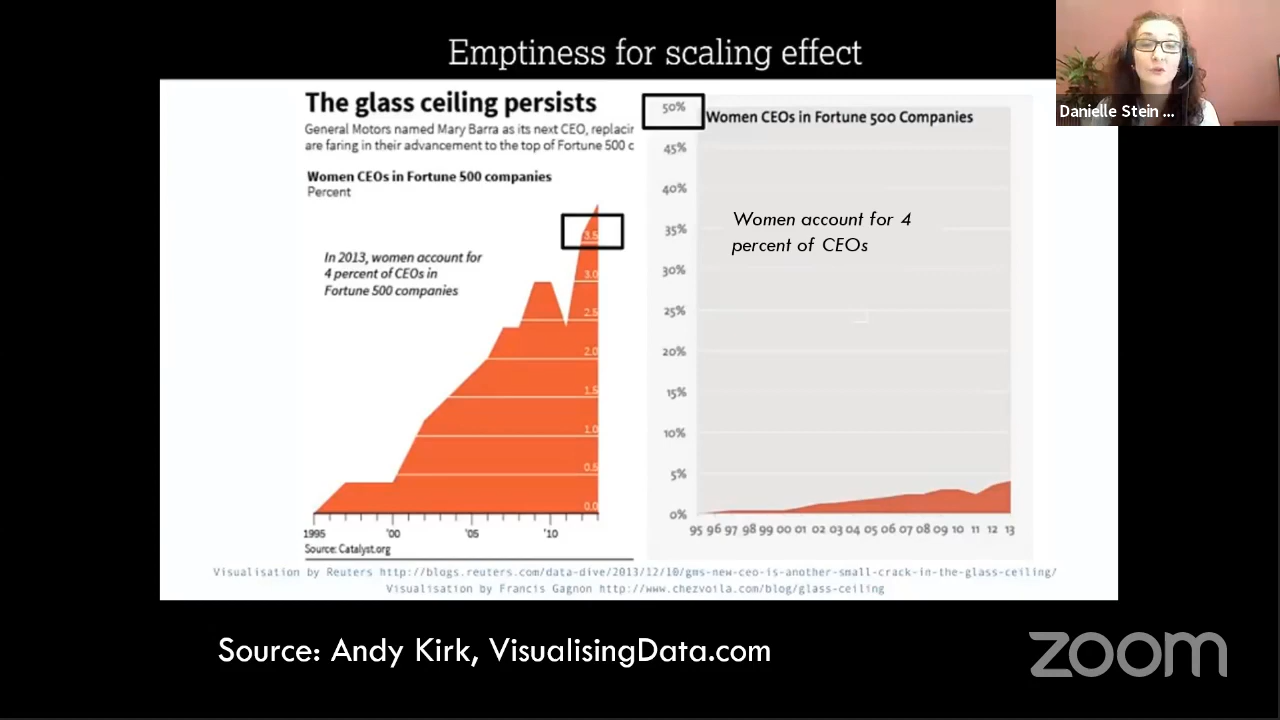 Emptiness for scaling effect
Danielle Stein ...
The glass ceiling persists
General Motors named Mary Barra as its next CEO, replacin
are faring in their advancement to the top of Fortune 500 c
Women CEOs in Fortune 500 companies
Percent
In 2013, women account for
4 percent of CEOs in
Fortune 500 companies
3.5
3.0
2.5
2.0
1.5
1.0
0.5
0.0
1995 '00 '05 '10
Source: Catalyst.org
50%
Women CEOs in Fortune 500 Companies
45%
40%
Women account for 4
percent of CEOs
35%
30%
25%
20%
15%
10%
5%
0%
95 96 97 98 99 00 01 02 03 04 05 06 07 08 09 10 11 12 13
Visualisation by Reuters http://blogs.reuters.com/data-dive/2013/12/10/gms-new-ceo-is-another-small-crack-in-the-glass-ceiling/
Visualisation by Francis Gagnon http://www.chezvoila.com/blog/glass-ceiling
Source: Andy Kirk, VisualisingData.com
zoom